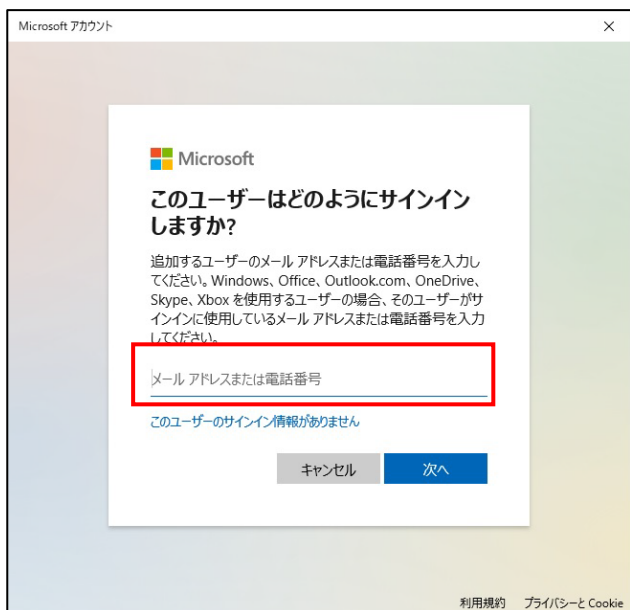 Microsoft アカウント
Microsoft
このユーザーはどのようにサインイン
しますか?
追加するユーザーのメール アドレスまたは電話番号を入力し
てください。Windows、Office、Outlook.com、OneDrive、
Skype、Xbox を使用するユーザーの場合、そのユーザーがサ
インインに使用しているメール アドレスまたは電話番号を入力
してください。
メール アドレスまたは電話番号
このユーザーのサインイン情報がありません
キャンセル 次へ
利用規約 プライバシーと Cookie